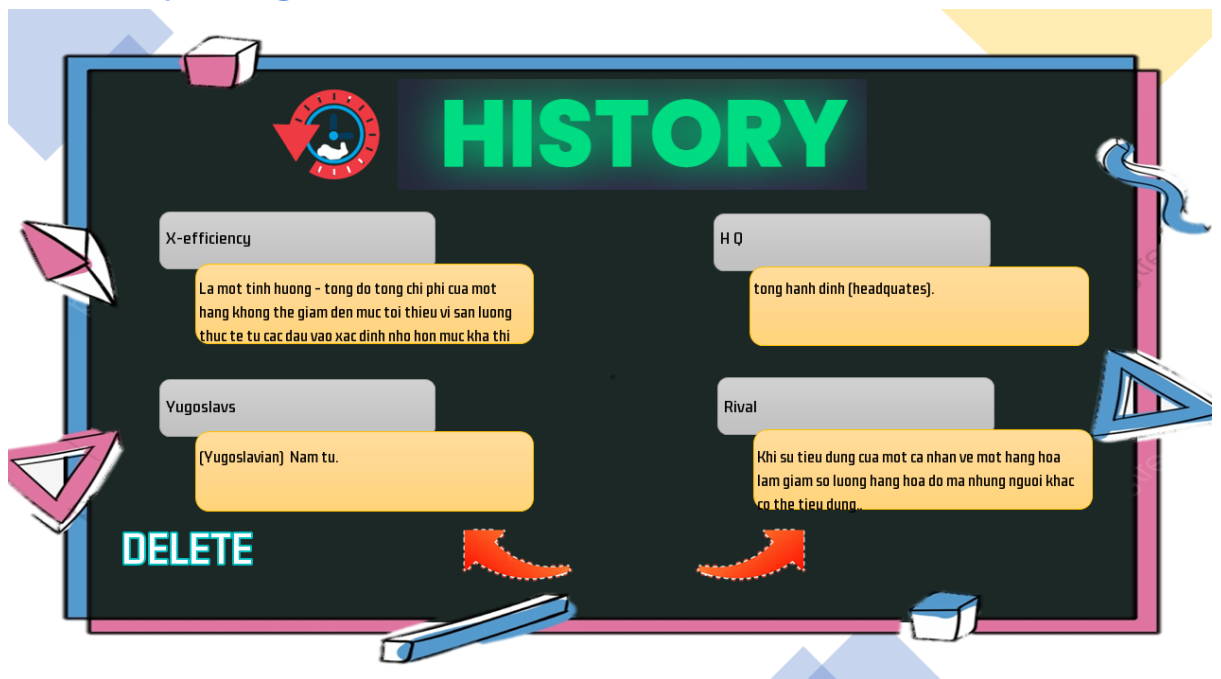 HISTORY
X-efficiency
La mot tinh huong - tong do tong chi phi cua mot
hang khong the giam den muc toi thieu vi san luong
thuc te tu cac dau vao xac dinh nho hon muc kha thi
H Q
tong hanh dinh (headquates).
Yugoslavs
(Yugoslavian) Nam tu.
Rival
Khi su tieu dung cua mot ca nhan ve mot hang hoa
lam giam so luong hang hoa do ma nhung nguoi khac
co the tieu dung..
DELETE